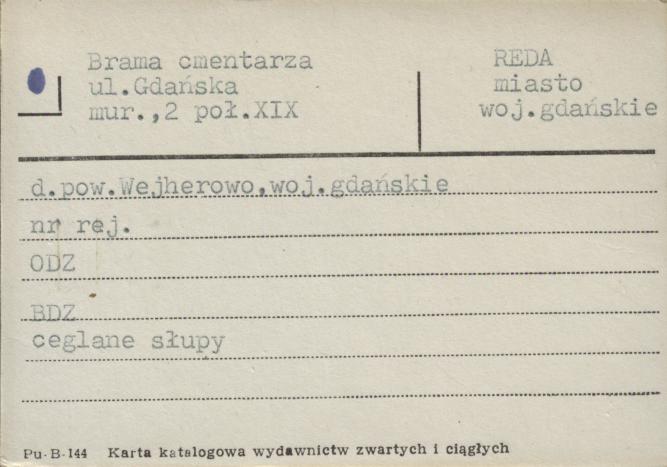 Brama cmentarza
ul.Gdańska
mur.,2 poł.XIX
REDA
miasto
woj.gdańskie
d.pow.Wejherowo,woj.gdańskie
nr rej.
ODZ
BDZ
ceglane słupy
Pu-B-144 Karta katalogowa wydawnictw zwartych i ciągłych